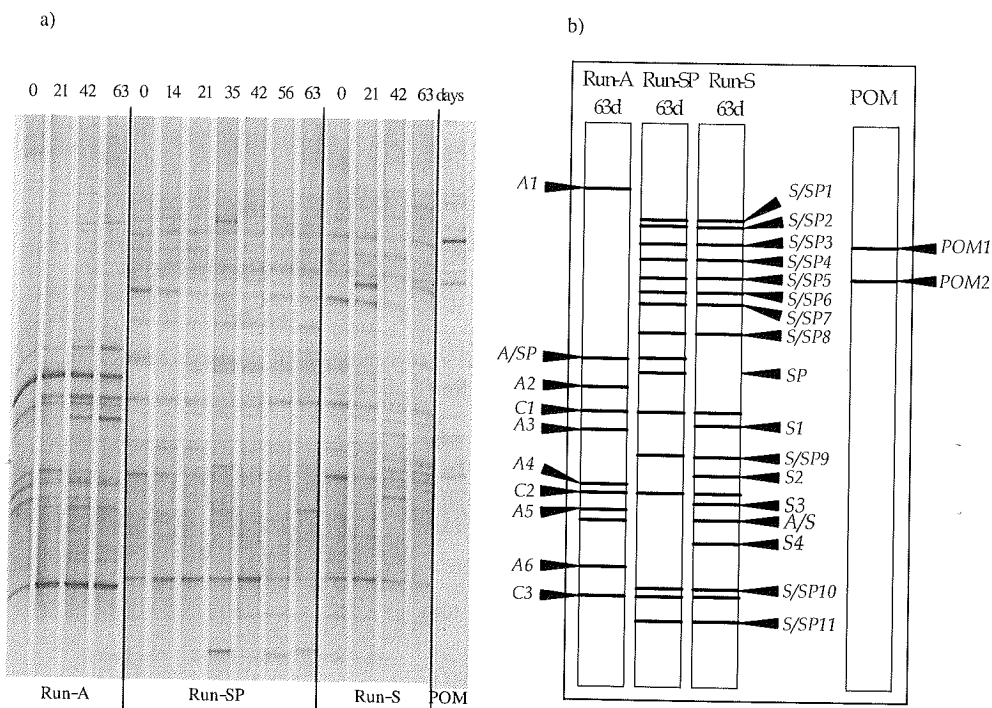 a)
0 21 42 63 0 14 21 35 42 56 63 0 21 42 63 days
Run-A Run-SP Run-S POM
b)
Run-A Run-SP Run-S
63d 63d 63d
POM
A1
A/SP
A2
C1
A3
A4
C2
A5
A6
C3
S/SP1
S/SP2
S/SP3
S/SP4
S/SP5
S/SP6
S/SP7
S/SP8
SP
S1
S/SP9
S2
S3
A/S
S4
S/SP10
S/SP11
POM1
POM2